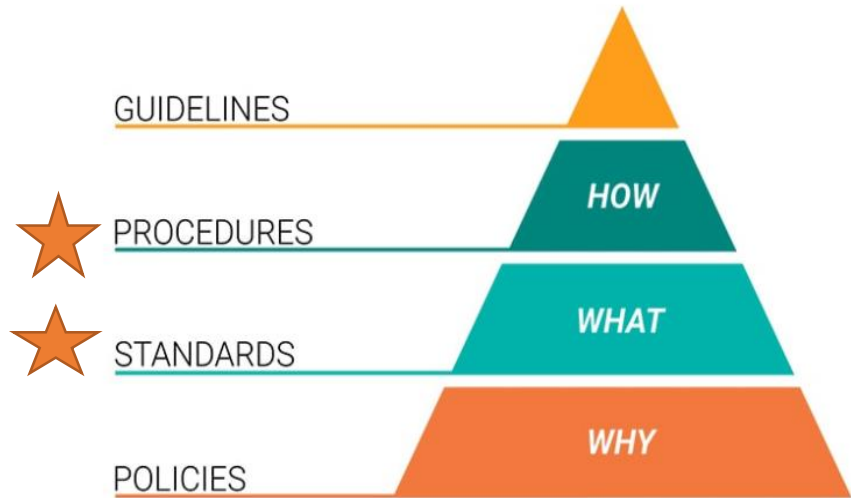 GUIDELINES
HOW
PROCEDURES
WHAT
STANDARDS
WHY
POLICIES